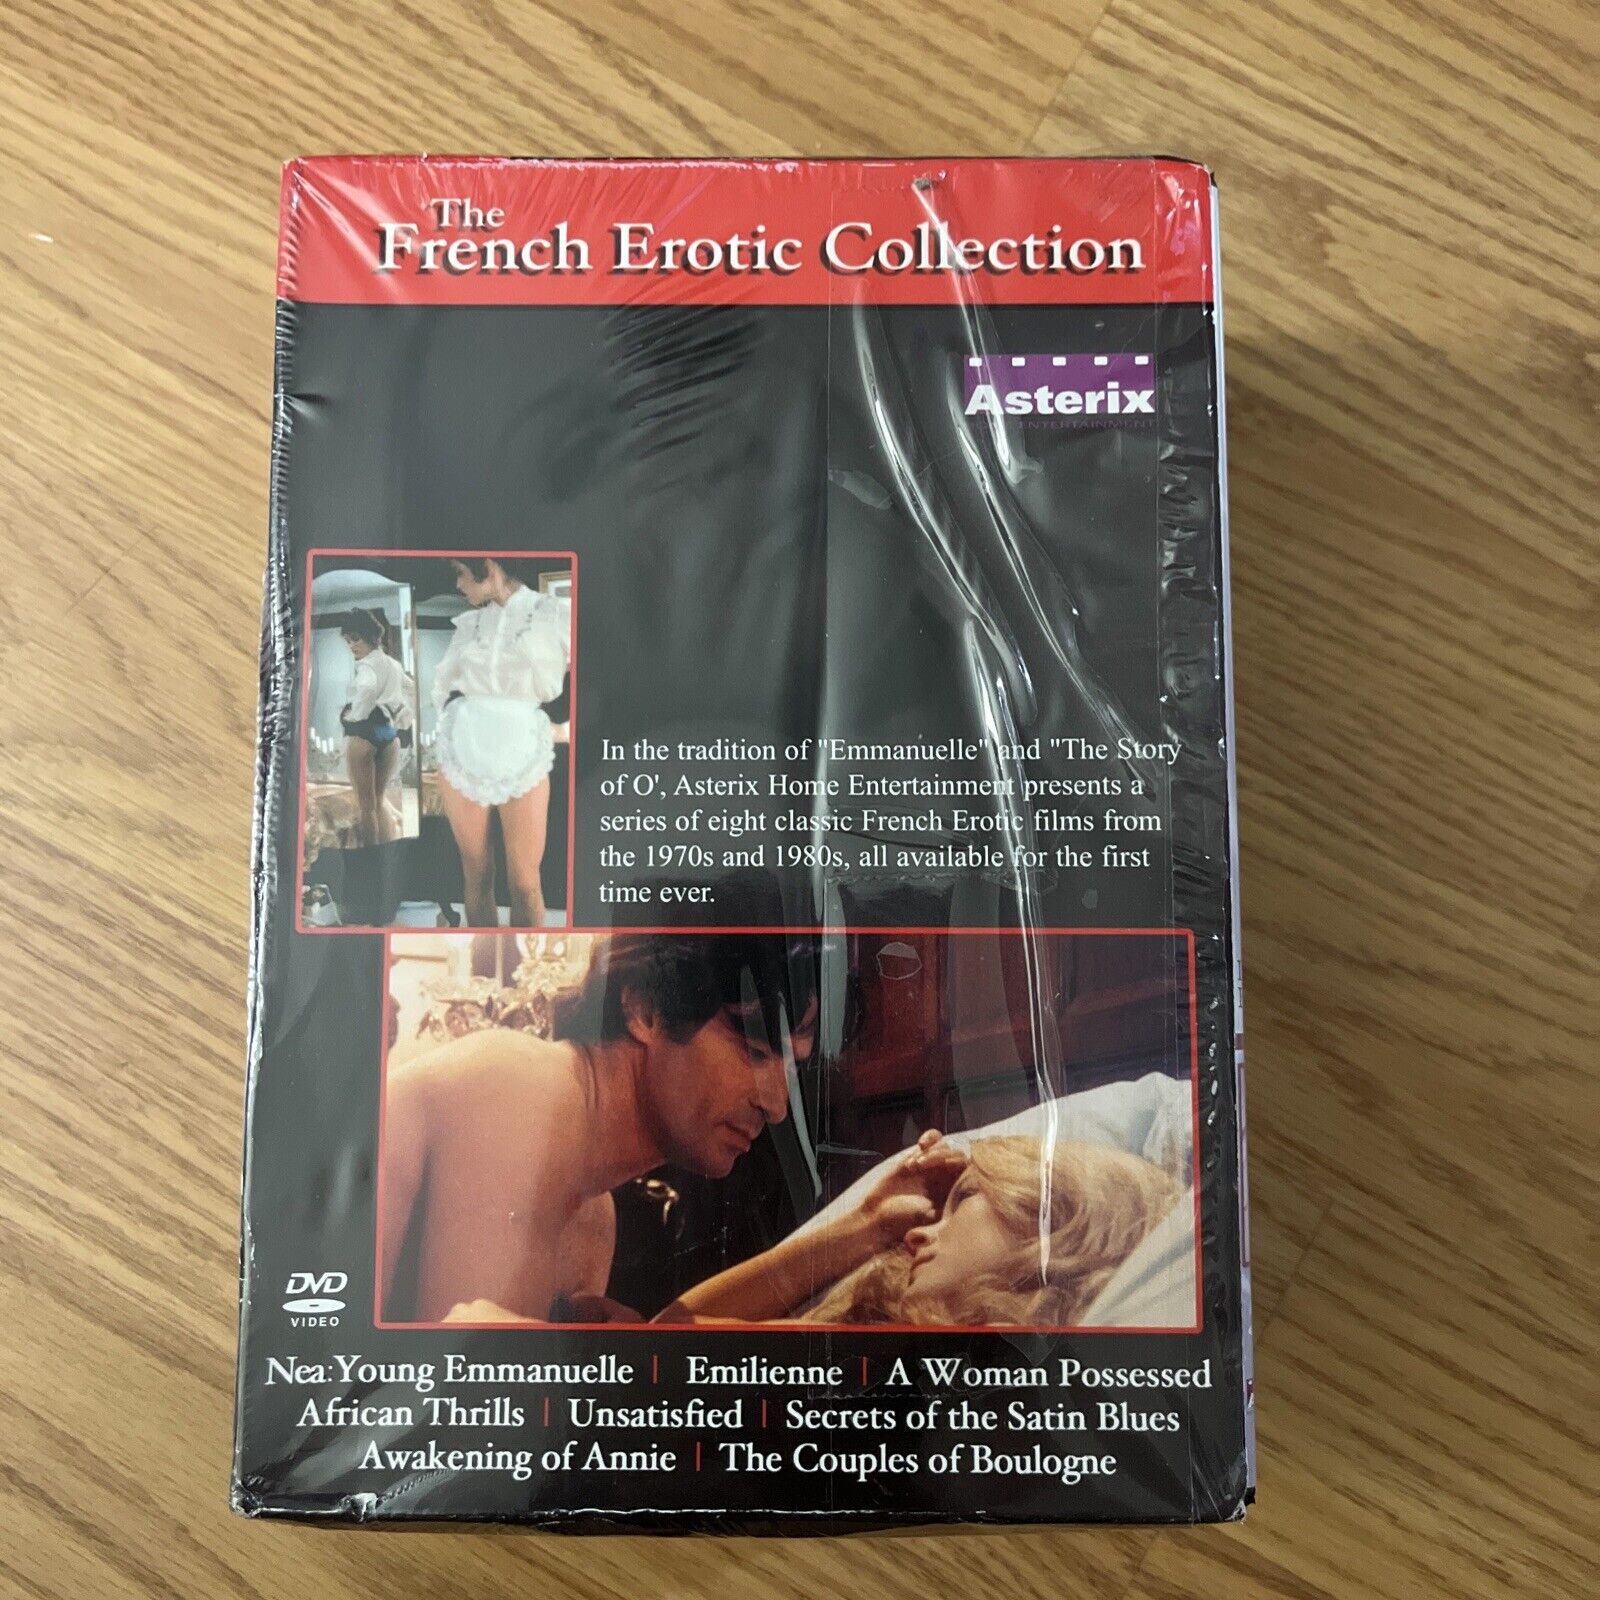 The
French Erotic Collection
Asterix
ENTERTAINMENT
In the tradition of "Emmanuelle" and "The Story
of O', Asterix Home Entertainment presents a
series of eight classic French Erotic films from
the 1970s and 1980s, all available for the first
time ever.
DVD
VIDEO
Nea: Young Emmanuelle | Emilienne | A Woman Possessed
African Thrills | Unsatisfied | Secrets of the Satin Blues
Awakening of Annie | The Couples of Boulogne